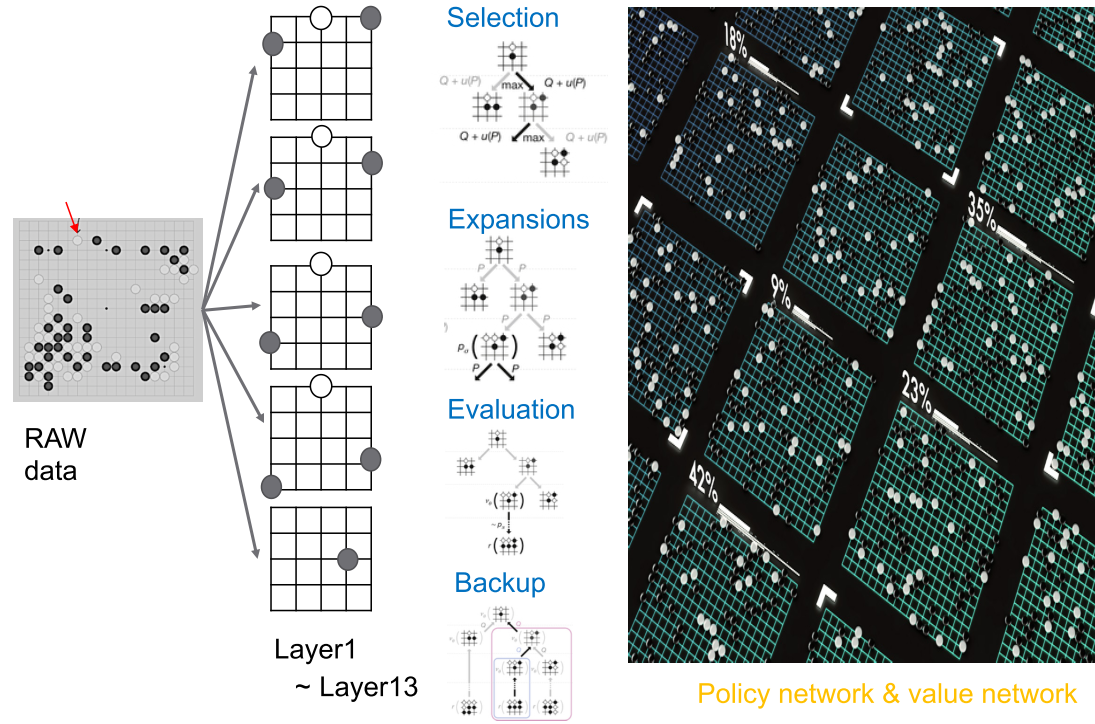 RAW
data
Layer1
~ Layer13
Selection
Q + u(P) max Q + u(P)
Q + u(P) max Q + u(P)
Expansions
P P
P P
P P
Evaluation
Backup
Q Q
Q Q
18%
35%
9%
23%
42%
Policy network & value network